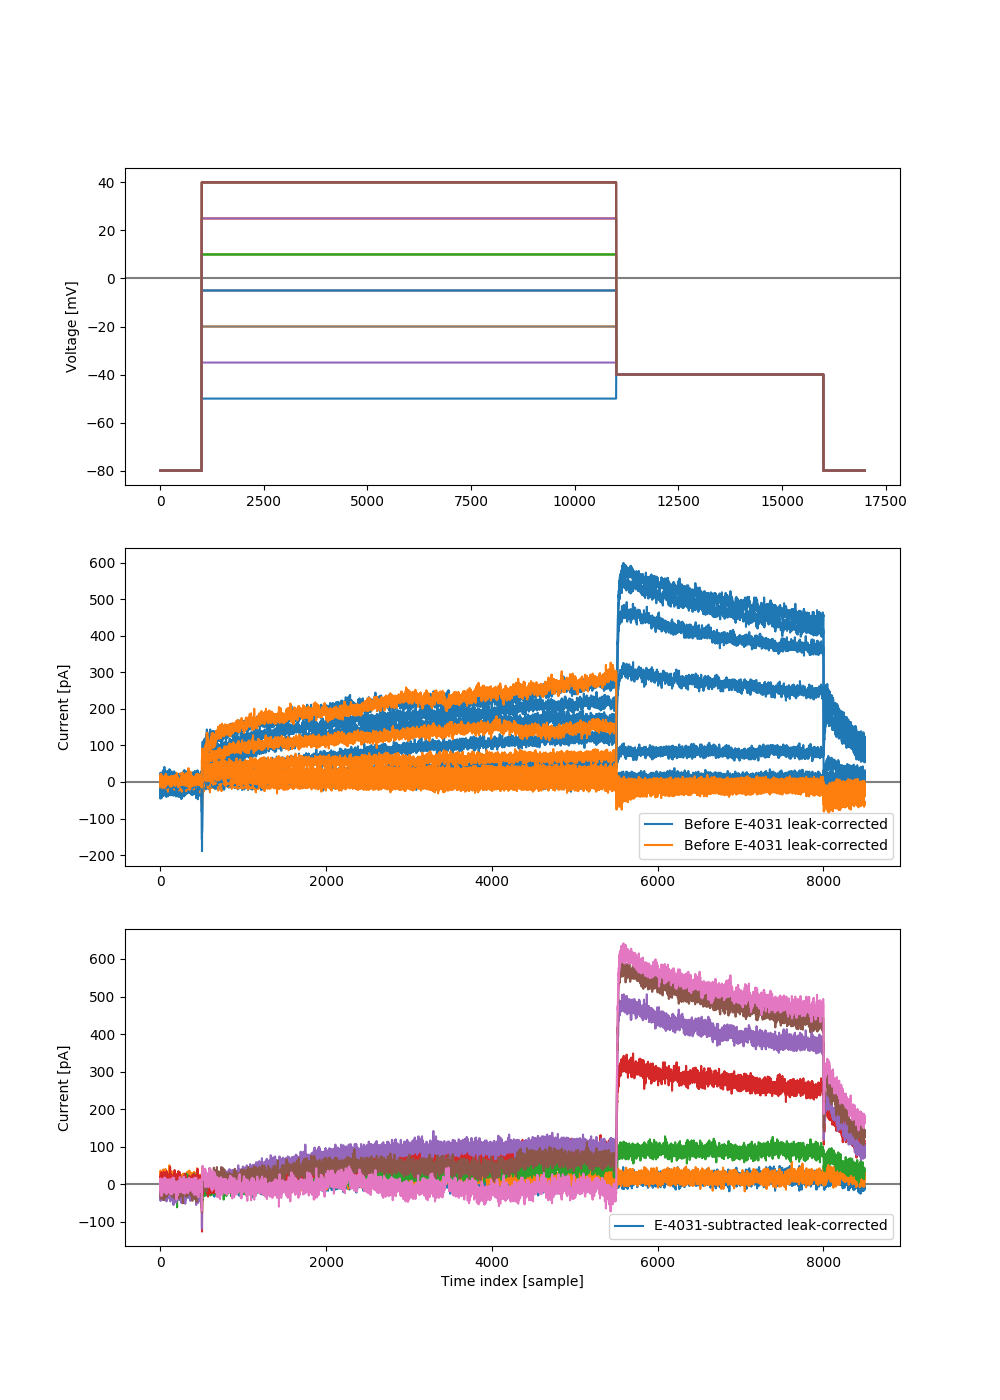 Voltage [mV]
40
20
0
−20
−40
−60
−80
0 2500 5000 7500 10000 12500 15000 17500
Current [pA]
600
500
400
300
200
100
0
−100
−200
Before E-4031 leak-corrected
Before E-4031 leak-corrected
0 2000 4000 6000 8000
Current [pA]
600
500
400
300
200
100
0
−100
E-4031-subtracted leak-corrected
0 2000 4000 6000 8000
Time index [sample]